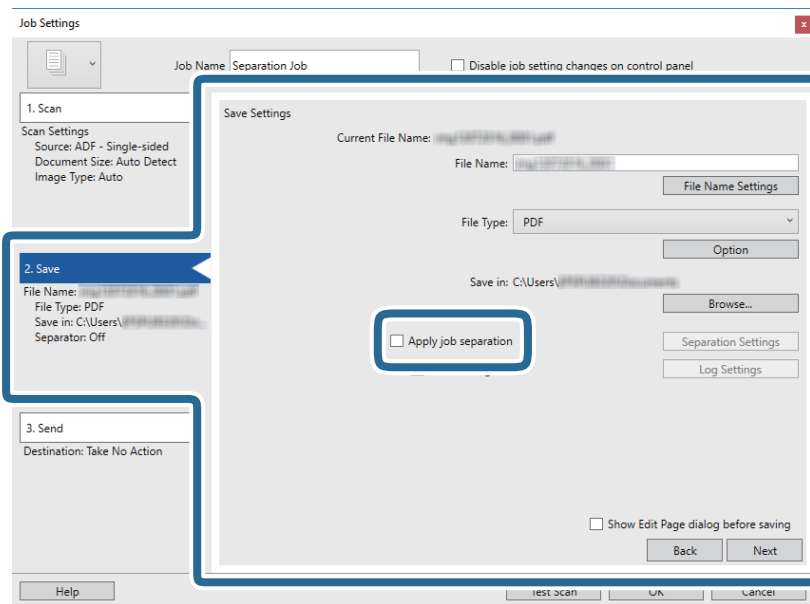 Job Settings
x
Job Name Separation Job
Disable job setting changes on control panel
1. Scan
Scan Settings
Source: ADF - Single-sided
Document Size: Auto Detect
Image Type: Auto
2. Save
File Name:
File Type: PDF
Save in: C:\Users\
Separator: Off
3. Send
Destination: Take No Action
Save Settings
Current File Name:
File Name:
File Name Settings
File Type: PDF
Option
Save in: C:\Users\
Browse...
Apply job separation
Separation Settings
Log Settings
Show Edit Page dialog before saving
Back
Next
Help
Test Scan
OK
Cancel